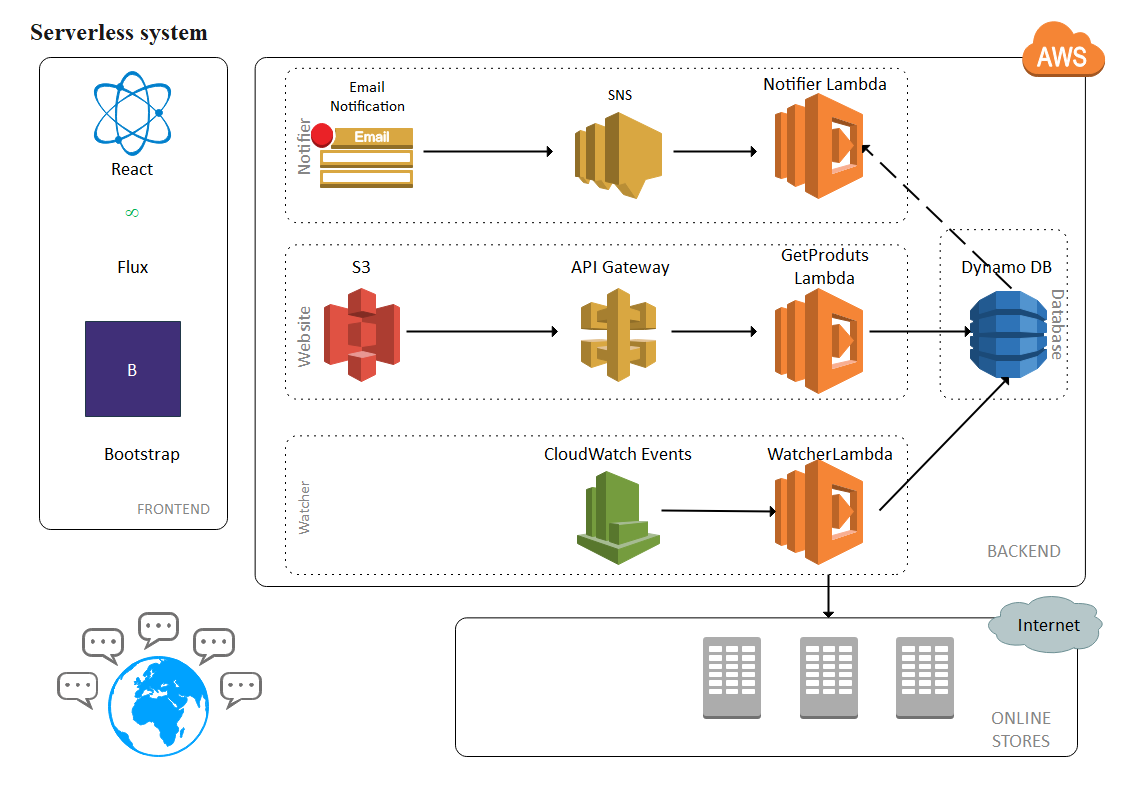 Serverless system
AWS
React
∞
Flux
B
Bootstrap
FRONTEND
Notifier
Email
Notification
Email
SNS
Notifier Lambda
Website
S3
API Gateway
GetProduts
Lambda
Dynamo DB
Database
Watcher
CloudWatch Events
WatcherLambda
BACKEND
Internet
ONLINE
STORES